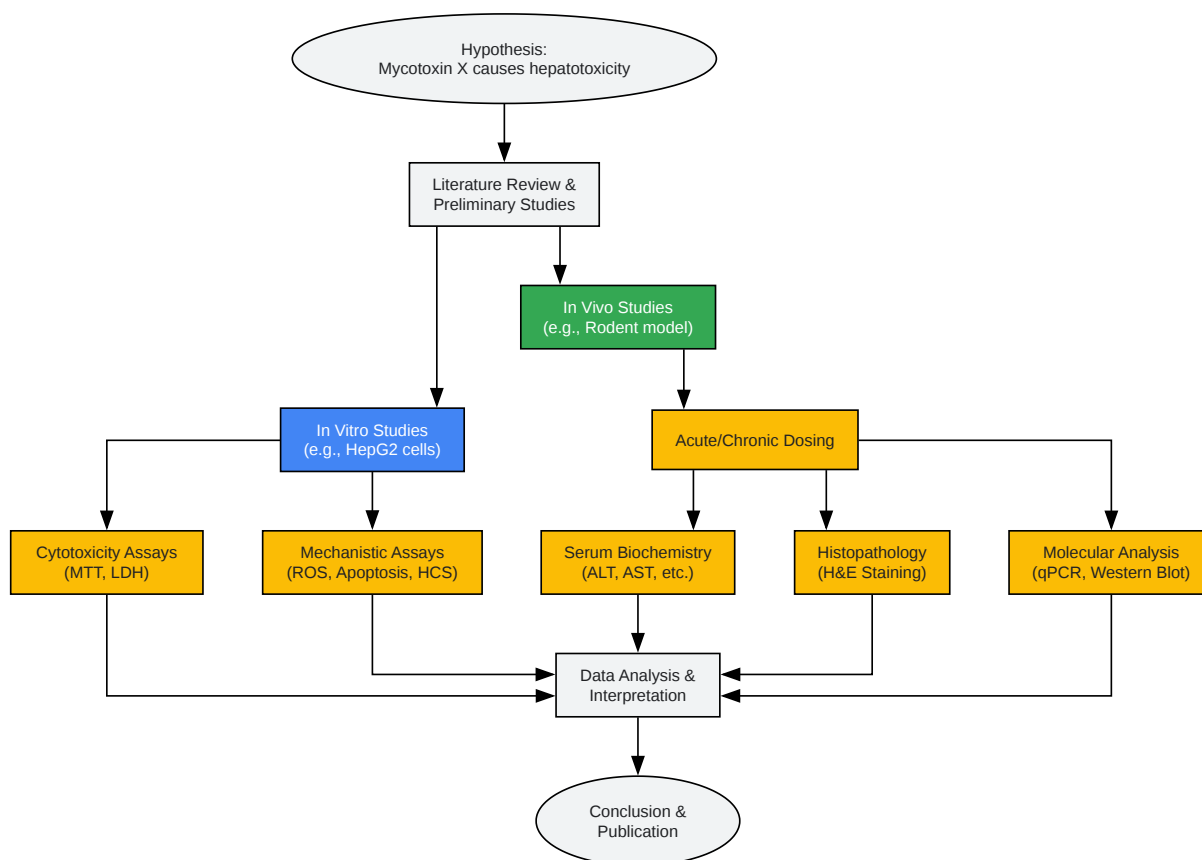 Hypothesis:
Mycotoxin X causes hepatotoxicity
Literature Review &
Preliminary Studies
In Vivo Studies
(e.g., Rodent model)
In Vitro Studies
(e.g., HepG2 cells)
Acute/Chronic Dosing
Cytotoxicity Assays
(MTT, LDH)
Mechanistic Assays
(ROS, Apoptosis, HCS)
Serum Biochemistry
(ALT, AST, etc.)
Histopathology
(H&E Staining)
Molecular Analysis
(qPCR, Western Blot)
Data Analysis &
Interpretation
Conclusion &
Publication